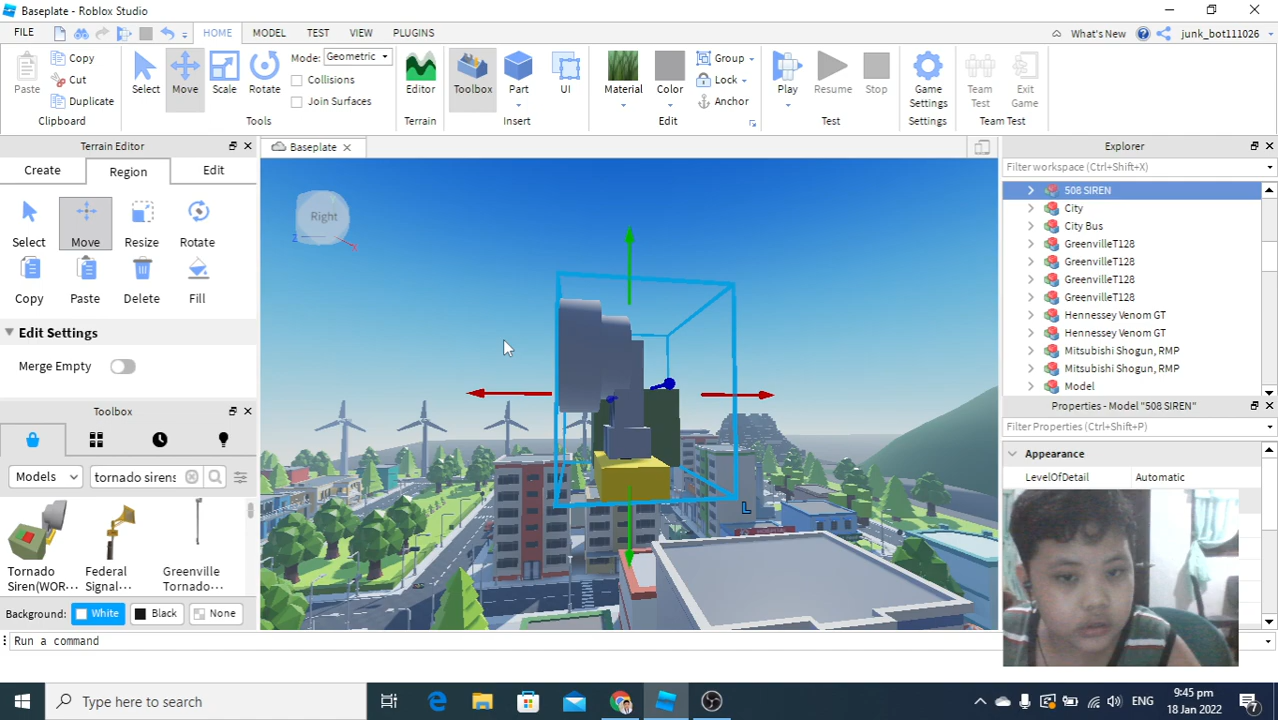 Baseplate - Roblox Studio
FILE HOME MODEL TEST VIEW PLUGINS What's New junk_bot111026
Paste Copy Cut Duplicate Clipboard
Select Move Scale Rotate Mode: Geometric Collisions Join Surfaces Tools
Editor Terrain
Toolbox Part UI Insert
Material Color Group Lock Anchor Edit
Play Resume Stop Test
Game Settings Settings
Team Test Exit Game Team Test
Terrain Editor
Create Region Edit
Select Move Resize Rotate
Copy Paste Delete Fill
Edit Settings
Merge Empty
Toolbox
Models tornado sirens
Tornado Siren(WOR... Federal Signal... Greenville Tornado...
Background: White Black None
Run a command
Baseplate
Right
Z X
L
Explorer
Filter workspace (Ctrl+Shift+X)
508 SIREN
City
City Bus
GreenvilleT128
GreenvilleT128
GreenvilleT128
GreenvilleT128
Hennessey Venom GT
Hennessey Venom GT
Mitsubishi Shogun, RMP
Mitsubishi Shogun, RMP
Model
Properties - Model "508 SIREN"
Filter Properties (Ctrl+Shift+P)
Appearance
LevelOfDetail Automatic
Type here to search
ENG
9:45 pm
18 Jan 2022
7